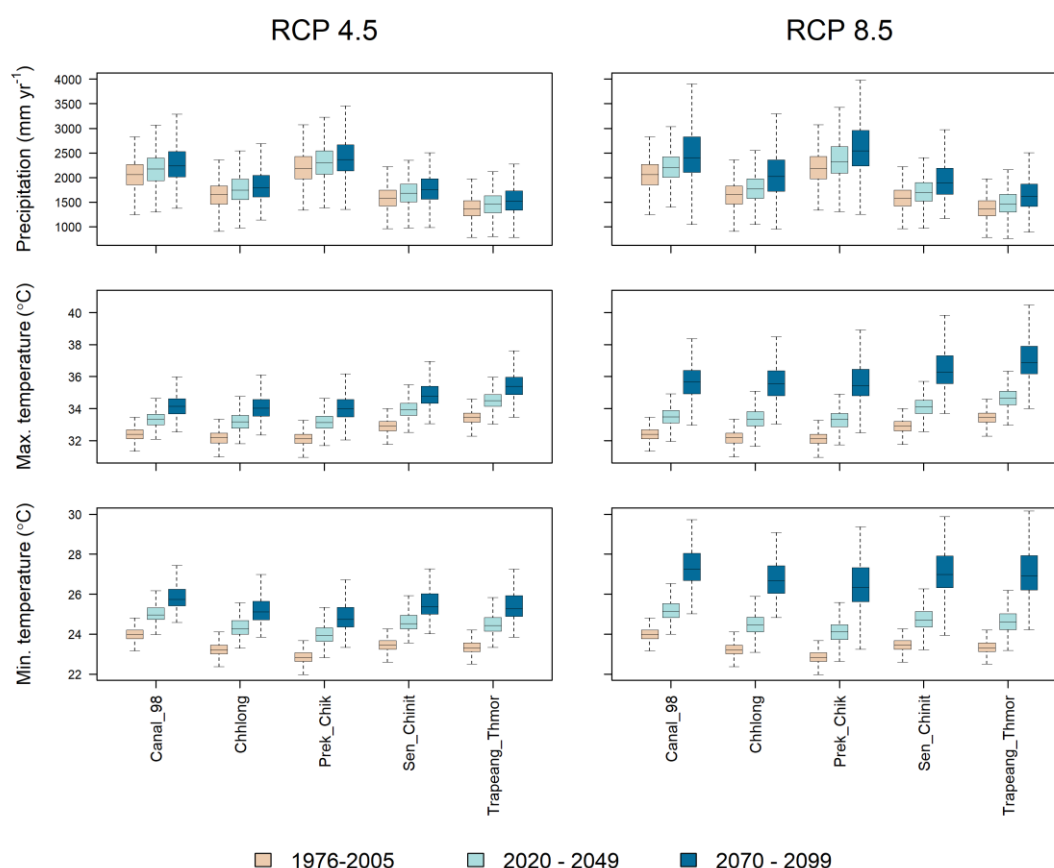 RCP 4.5
RCP 8.5
Precipitation (mm yr⁻¹)
4000
3500
3000
2500
2000
1500
1000
Max. temperature (°C)
40
38
36
34
32
Min. temperature (°C)
30
28
26
24
22
Canal_98
Chhlong
Prek_Chik
Sen_Chinit
Trapeang_Thmor
Canal_98
Chhlong
Prek_Chik
Sen_Chinit
Trapeang_Thmor
1976-2005
2020 - 2049
2070 - 2099